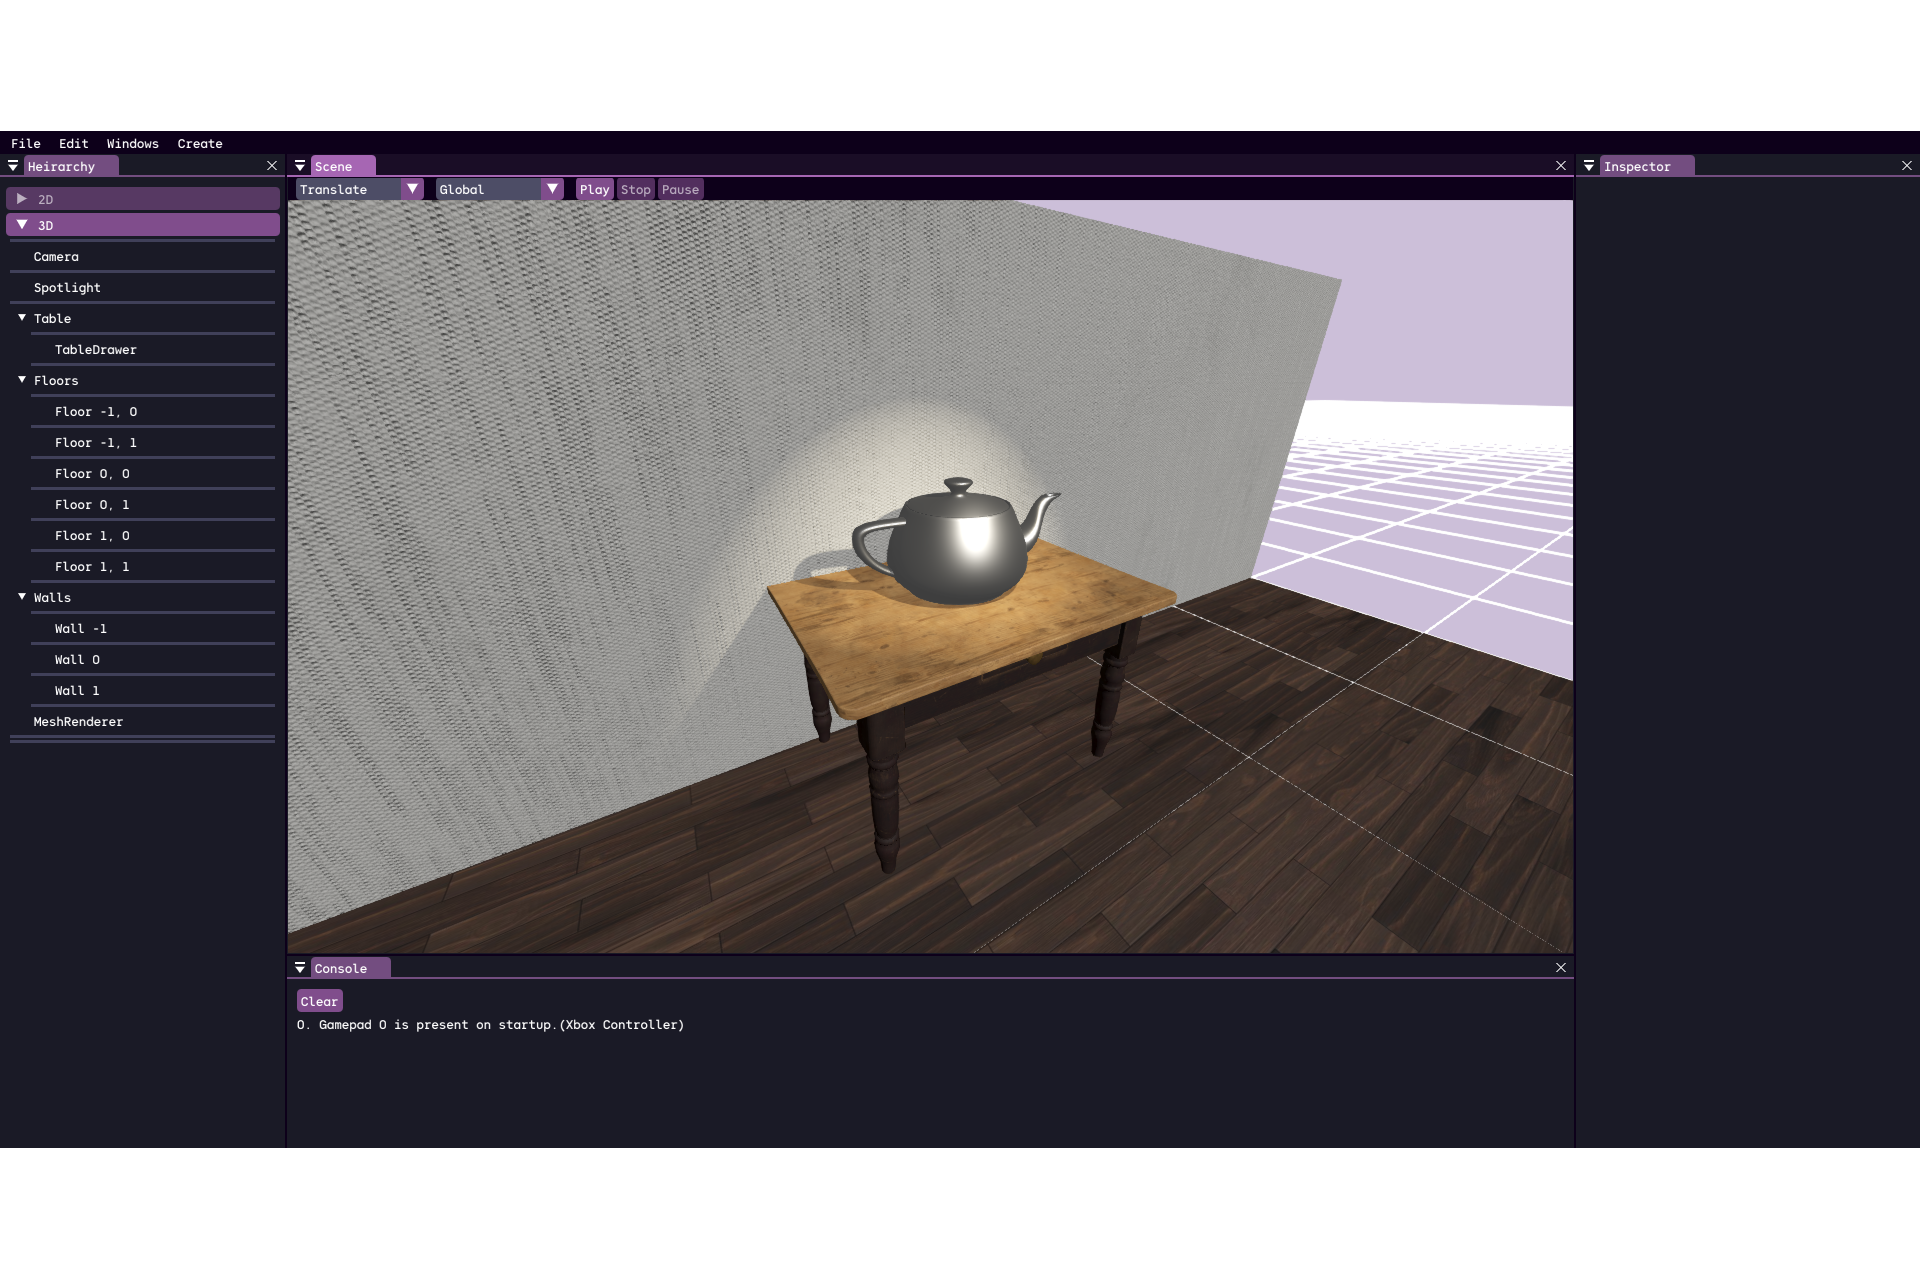 File Edit Windows Create
Heirarchy
2D
3D
Camera
Spotlight
Table
TableDrawer
Floors
Floor -1, 0
Floor -1, 1
Floor 0, 0
Floor 0, 1
Floor 1, 0
Floor 1, 1
Walls
Wall -1
Wall 0
Wall 1
MeshRenderer
Scene
Translate Global Play Stop Pause
Console
Clear
0. Gamepad 0 is present on startup.(Xbox Controller)
Inspector